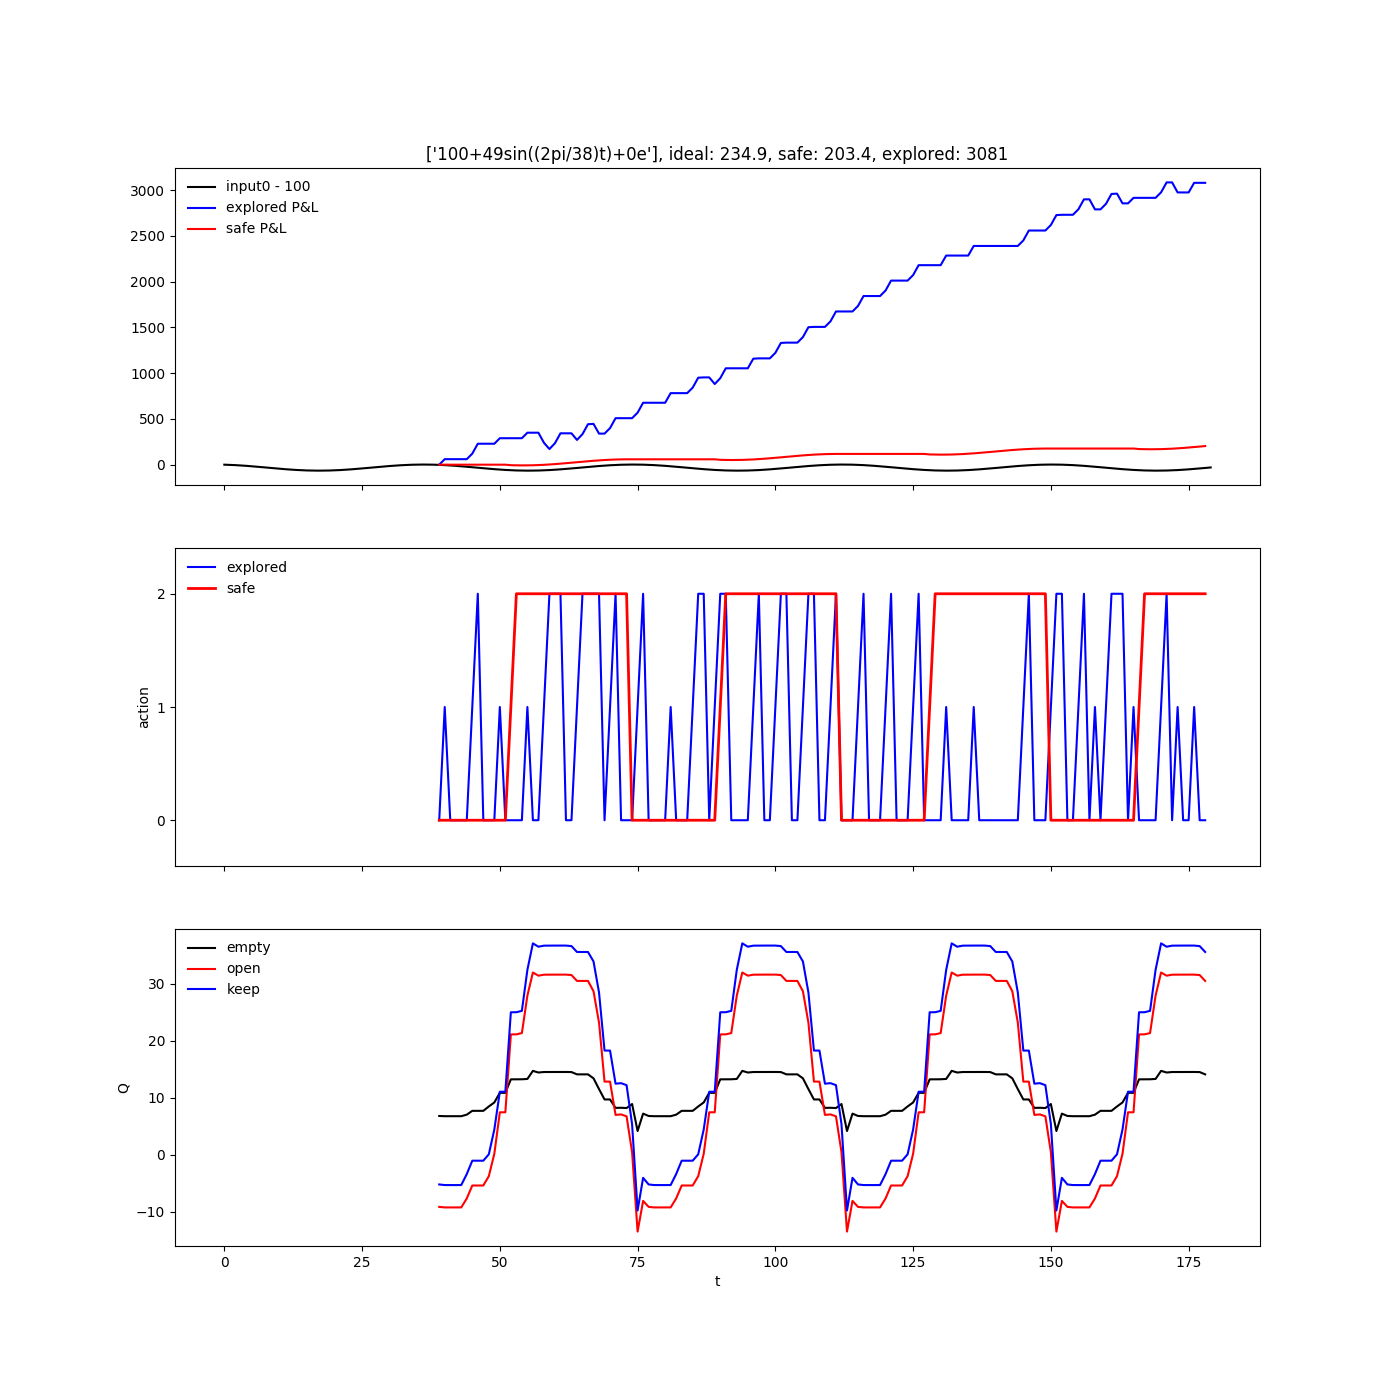 ['100+49sin((2pi/38)t)+0e'], ideal: 234.9, safe: 203.4, explored: 3081
input0 - 100
explored P&L
safe P&L
3000
2500
2000
1500
1000
500
0
explored
safe
2
1
0
action
empty
open
keep
30
20
10
0
−10
Q
0 25 50 75 100 125 150 175
t